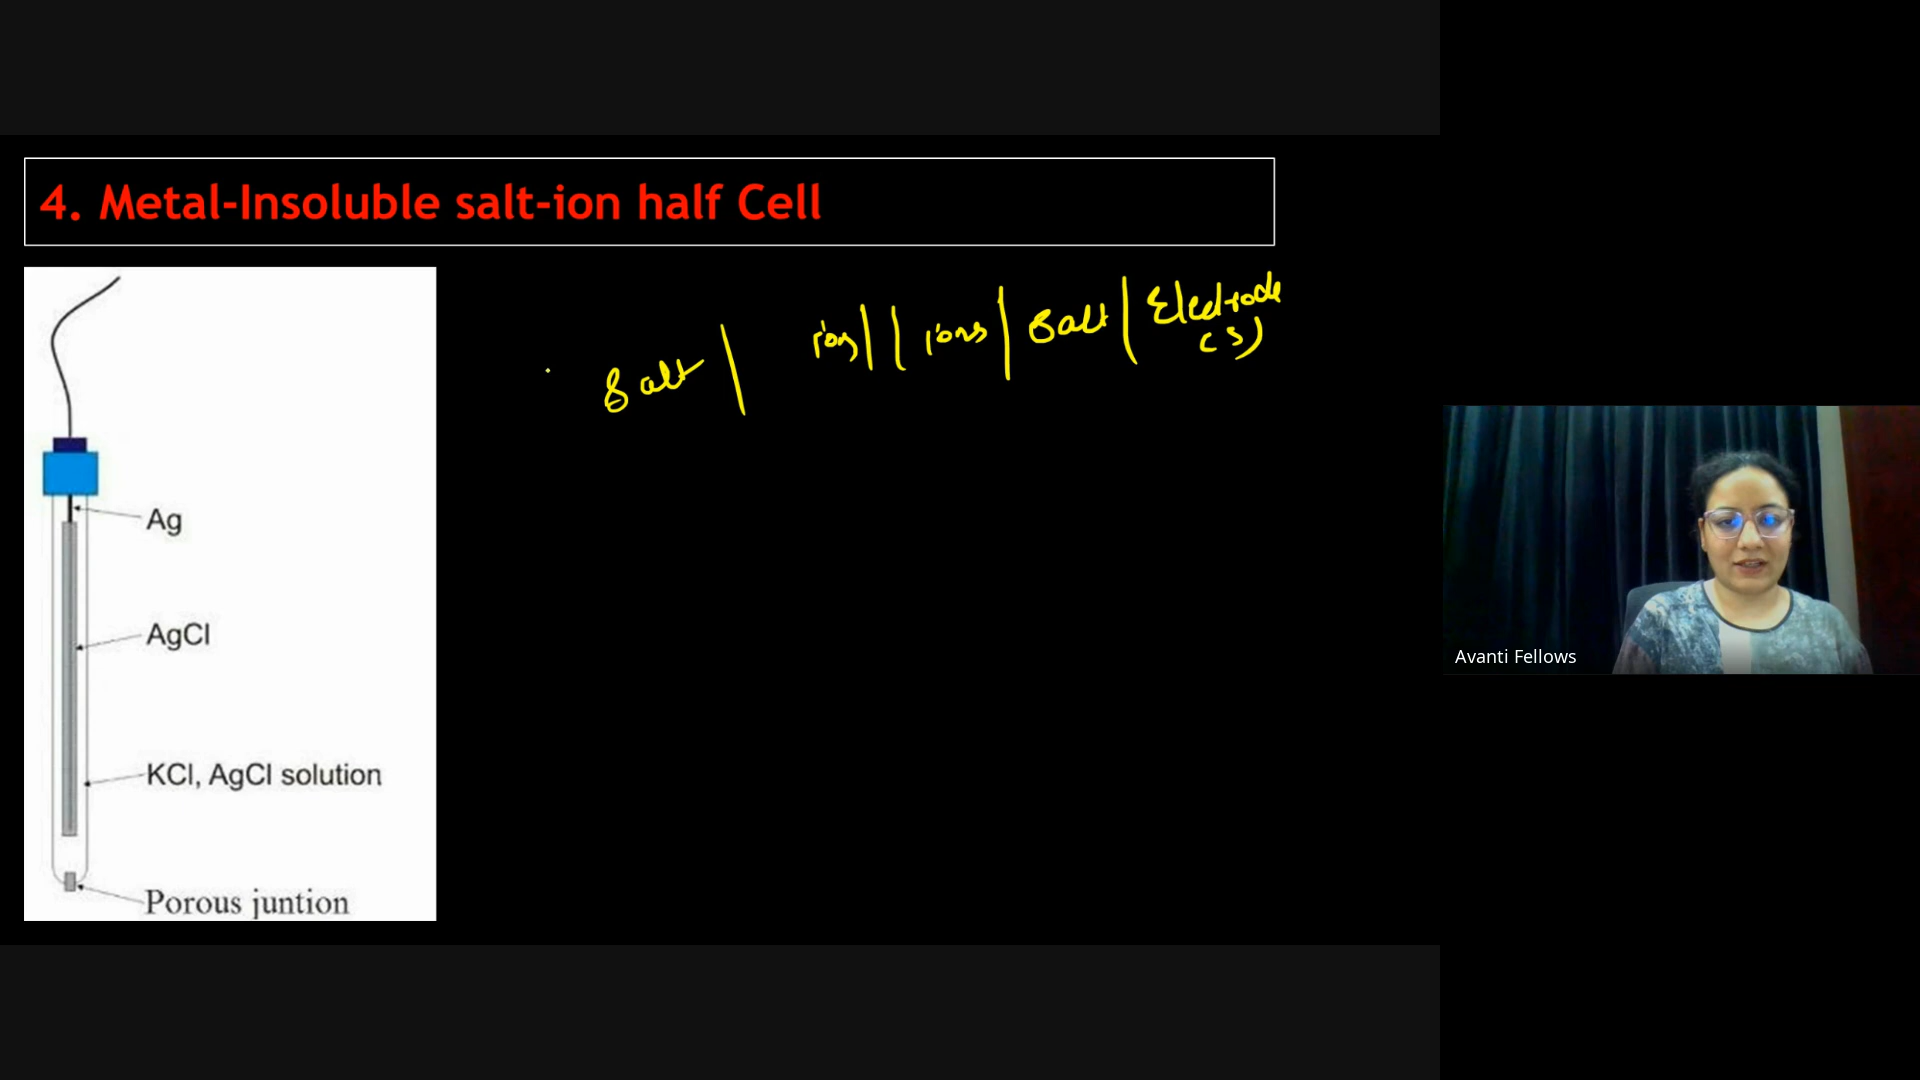 4. Metal-Insoluble salt-ion half Cell
Salt | ion || ions | Salt | Electrode
(s)
Ag
AgCl
KCl, AgCl solution
Porous juntion
Avanti Fellows